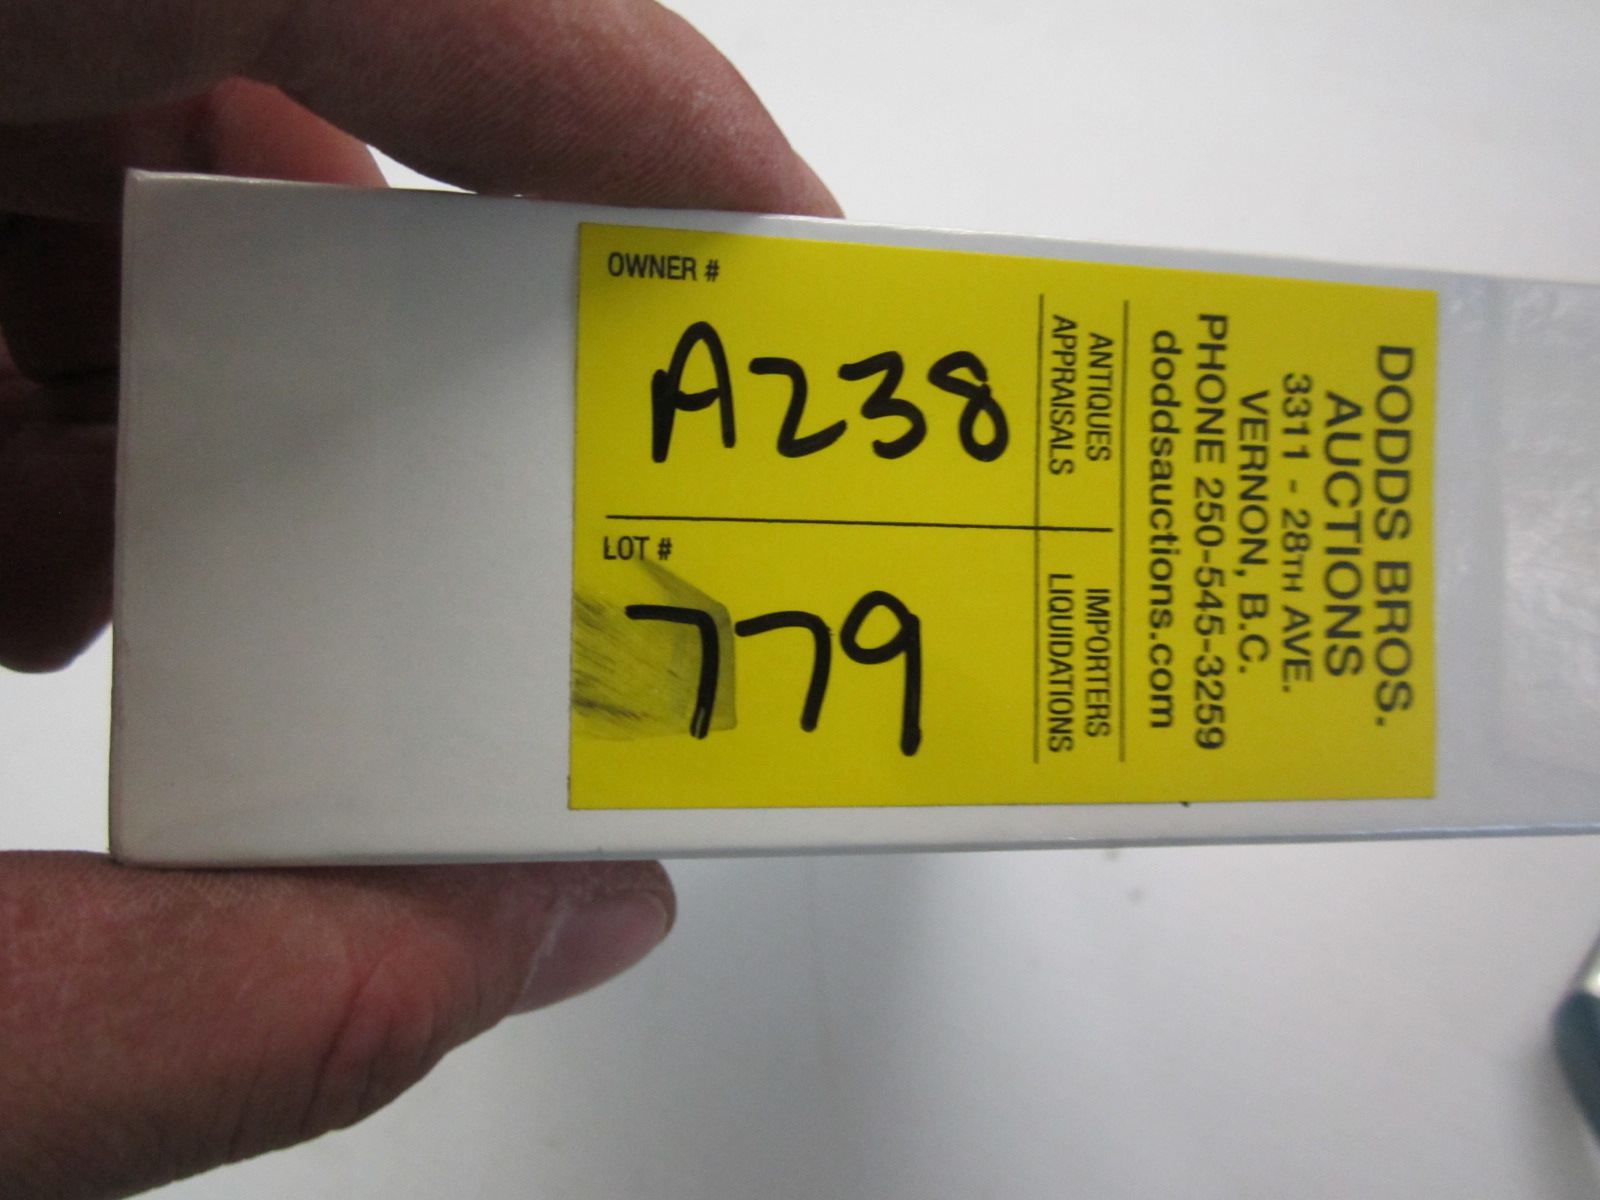 DODDS BROS.
AUCTIONS
3311 - 28TH AVE.
VERNON, B.C.
PHONE 250-545-3259
doddsauctions.com
ANTIQUES
APPRAISALS
IMPORTERS
LIQUIDATIONS
OWNER #
A238
LOT #
779